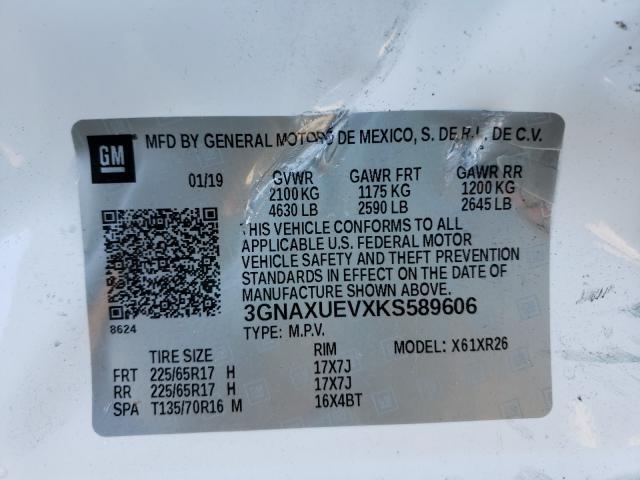 GM
MFD BY GENERAL MOTORS DE MEXICO, S. DE R.L. DE C.V.
01/19 GVWR GAWR FRT GAWR RR
2100 KG 1175 KG 1200 KG
4630 LB 2590 LB 2645 LB
THIS VEHICLE CONFORMS TO ALL
APPLICABLE U.S. FEDERAL MOTOR
VEHICLE SAFETY AND THEFT PREVENTION
STANDARDS IN EFFECT ON THE DATE OF
MANUFACTURE SHOWN ABOVE.
3GNAXUEVXKS589606
8624
TYPE: M.P.V.
TIRE SIZE RIM MODEL: X61XR26
FRT 225/65R17 H 17X7J
RR 225/65R17 H 17X7J
SPA T135/70R16 M 16X4BT